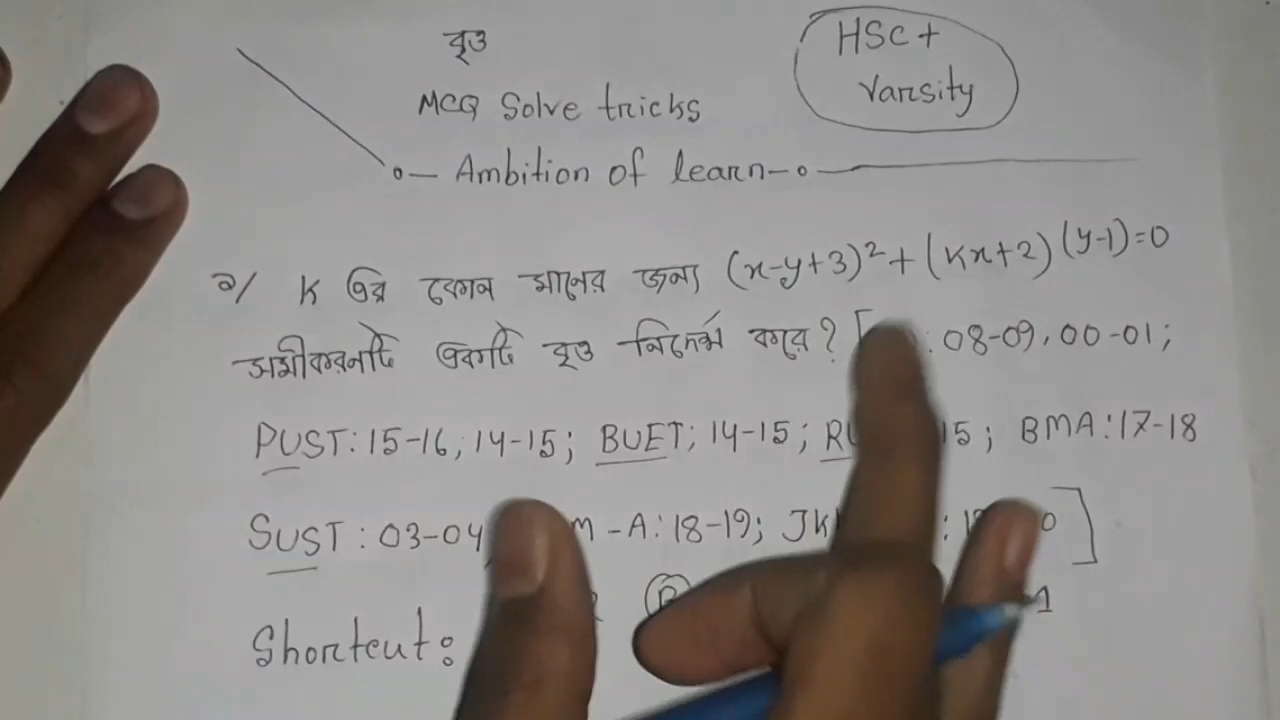 বৃত্ত
HSC+
Varsity
MCQ Solve tricks
Ambition of learn
K এর কোন মানের জন্য (x-y+3)²+(Kx+2)(y-1)=0
সমীকরনটি একটি বৃত্ত নির্দেশ করে? [ : 08-09, 00-01;
PUST: 15-16, 14-15; BUET; 14-15; 15; BMA: 17-18
SUST: 03-04 M-A: 18-19; ]
Shortcut: